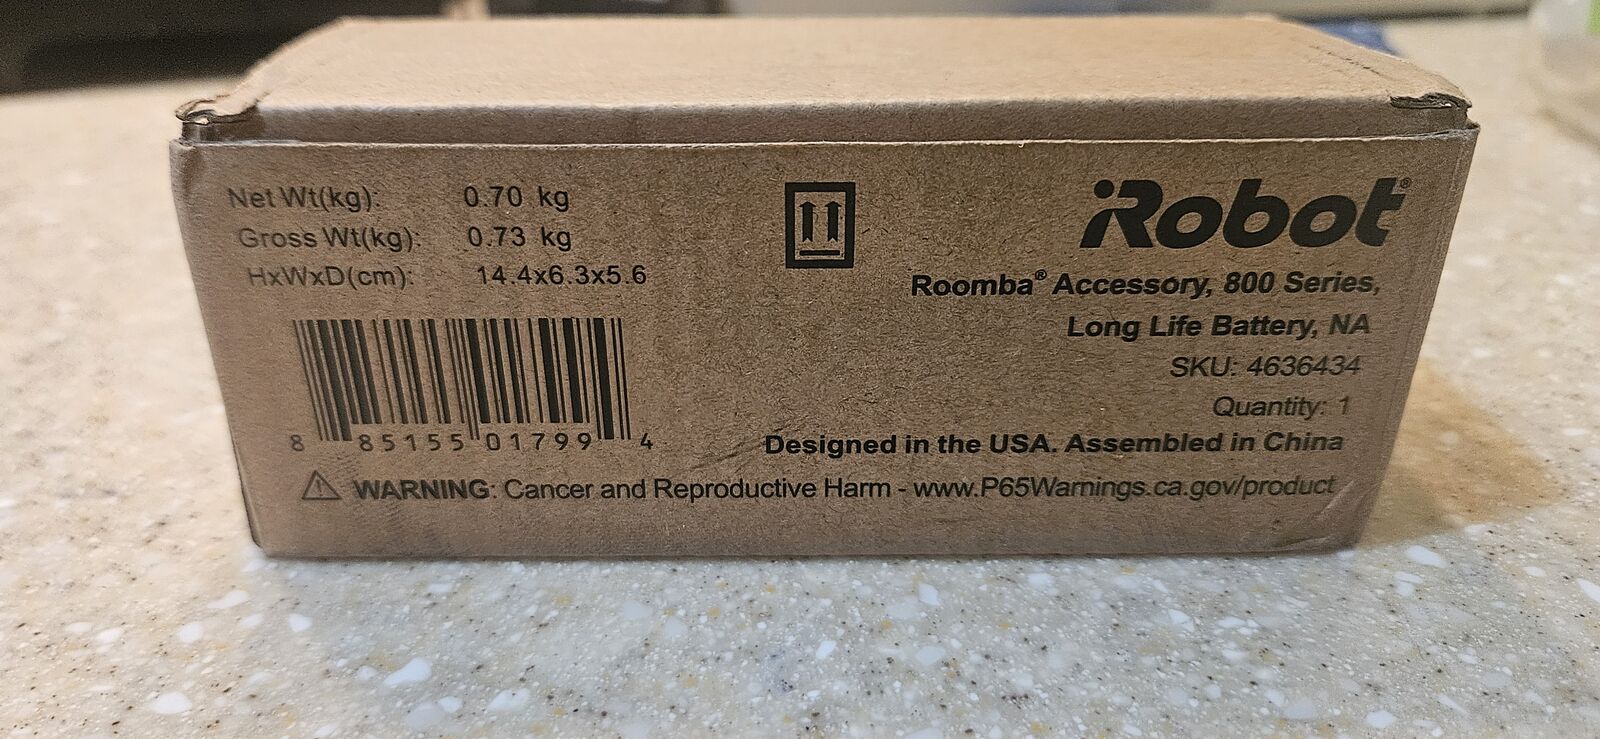 Net Wt(kg): 0.70 kg
Gross Wt(kg): 0.73 kg
HxWxD(cm): 14.4x6.3x5.6
8 85155 01799 4
iRobot®
Roomba® Accessory, 800 Series,
Long Life Battery, NA
SKU: 4636434
Quantity: 1
Designed in the USA. Assembled in China
WARNING: Cancer and Reproductive Harm - www.P65Warnings.ca.gov/product